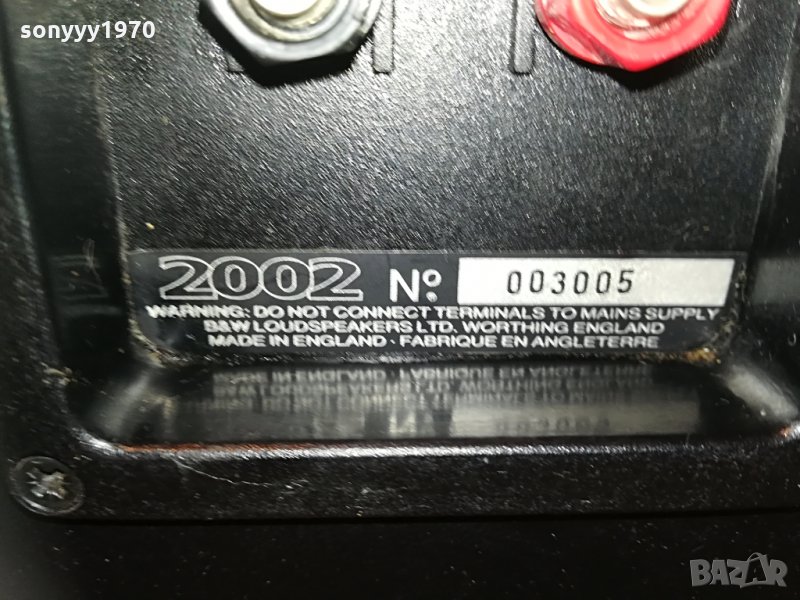 sonyyy1970
2002 Nº 003005
WARNING: DO NOT CONNECT TERMINALS TO MAINS SUPPLY
B&W LOUDSPEAKERS LTD. WORTHING ENGLAND
MADE IN ENGLAND · FABRIQUE EN ANGLETERRE
BAZAR